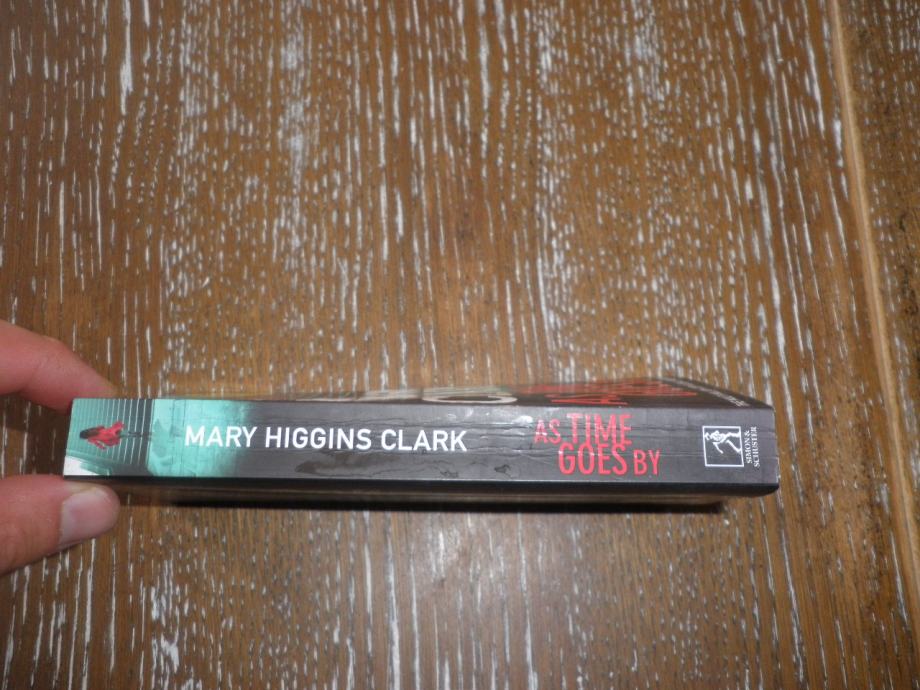 MARY HIGGINS CLARK
AS TIME
GOES BY
SIMON &
SCHUSTER